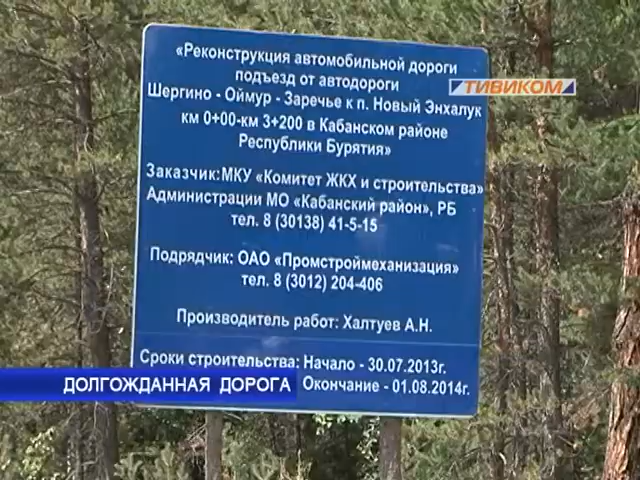 «Реконструкция автомобильной дороги
подъезд от автодороги
Шергино - Оймур - Заречье к п. Новый Энхалук
км 0+00-км 3+200 в Кабанском районе
Республики Бурятия»
Заказчик:МКУ «Комитет ЖКХ и строительства»
Администрации МО «Кабанский район», РБ
тел. 8 (30138) 41-5-15
Подрядчик: ОАО «Промстроймеханизация»
тел. 8 (3012) 204-406
Производитель работ: Халтуев А.Н.
Сроки строительства: Начало - 30.07.2013г.
Окончание - 01.08.2014г.
ТИВИКОМ
ДОЛГОЖДАННАЯ ДОРОГА